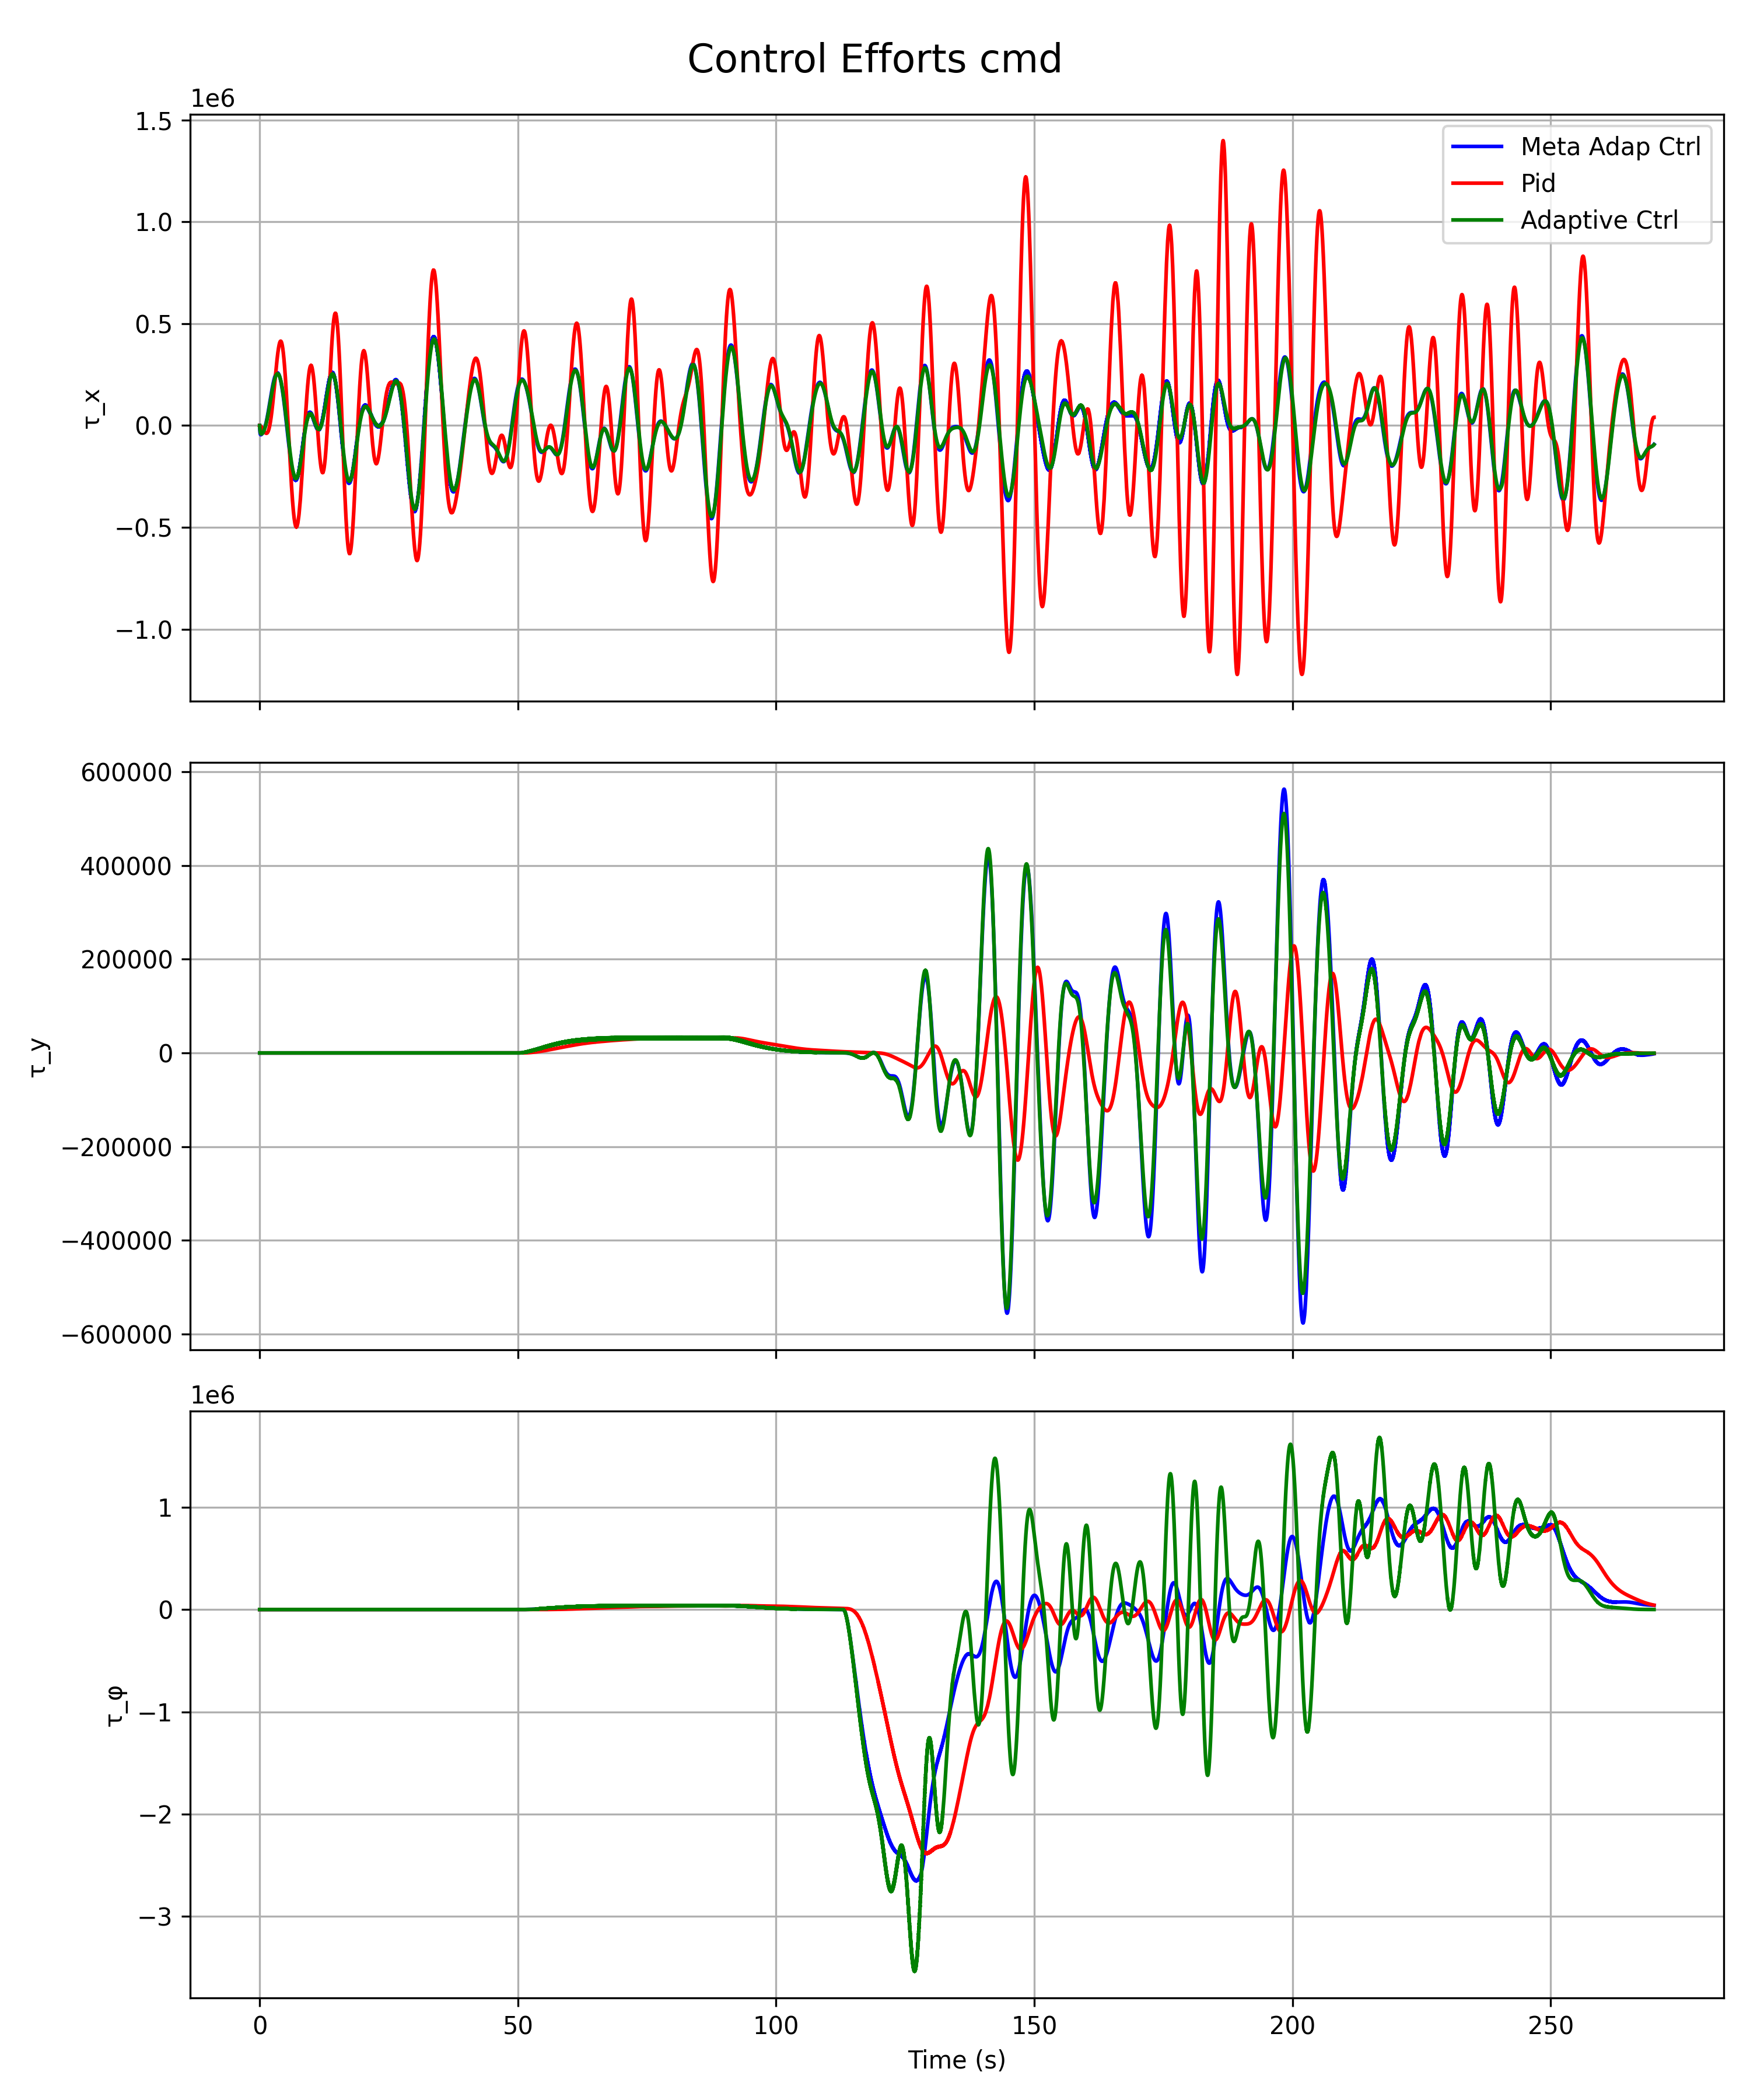 Control Efforts cmd
1e6
1.5
1.0
0.5
0.0
−0.5
−1.0
τ_x
Meta Adap Ctrl
Pid
Adaptive Ctrl
600000
400000
200000
0
−200000
−400000
−600000
τ_y
1e6
1
0
−1
−2
−3
τ_φ
0 50 100 150 200 250
Time (s)